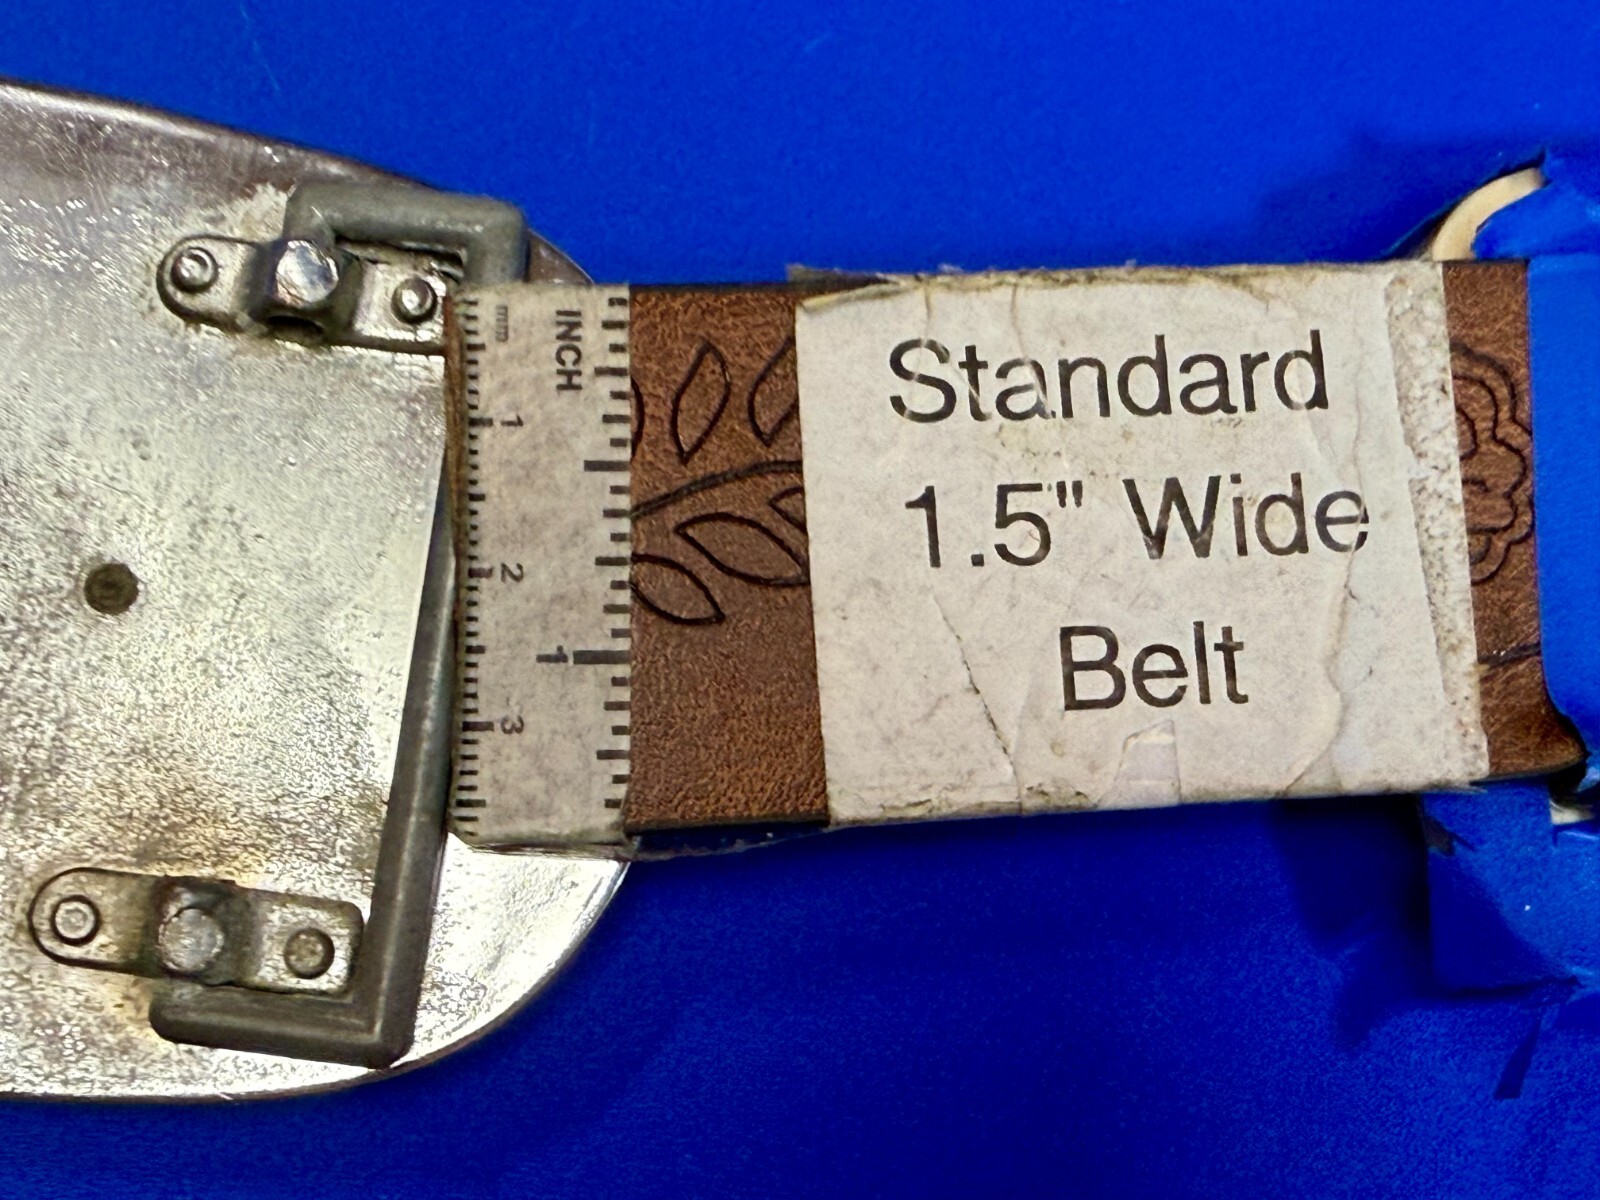 Standard
1.5" Wide
Belt
mm
1
2
3
INCH
1